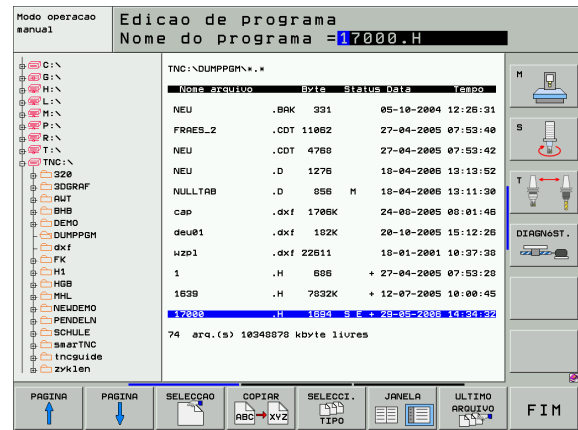 Modo operacao
manual
Edicao de programa
Nome do programa =17000.H
C:\
G:\
H:\
L:\
M:\
P:\
R:\
T:\
TNC:\
320
3DGRAF
AWT
BHB
DEMO
DUMPPGM
dxf
FK
H1
HGB
MHL
NEWDEMO
PENDELN
SCHULE
smarTNC
tncguide
zyklen
TNC:\DUMPPGM\*.*
Nome arquivo Byte Status Data Tempo
NEU .BAK 331 05-10-2004 12:26:31
FRAES_2 .CDT 11062 27-04-2005 07:53:40
NEU .CDT 4768 27-04-2005 07:53:42
NEU .D 1276 18-04-2006 13:13:52
NULLTAB .D 856 M 18-04-2006 13:11:30
cap .dxf 1706K 24-08-2005 08:01:46
deu01 .dxf 182K 20-10-2005 15:12:26
wzpl .dxf 22611 18-01-2001 10:37:38
1 .H 686 + 27-04-2005 07:53:28
1639 .H 7832K + 12-07-2005 10:00:45
17000 .H 1694 S E + 29-05-2006 14:34:32
74 arq.(s) 10348878 kbyte livres
M
S
T
DIAGNóST.
PAGINA
PAGINA
SELECÇAO
COPIAR
ABC XYZ
SELECCI.
TIPO
JANELA
ULTIMO
ARQUIVO
FIM